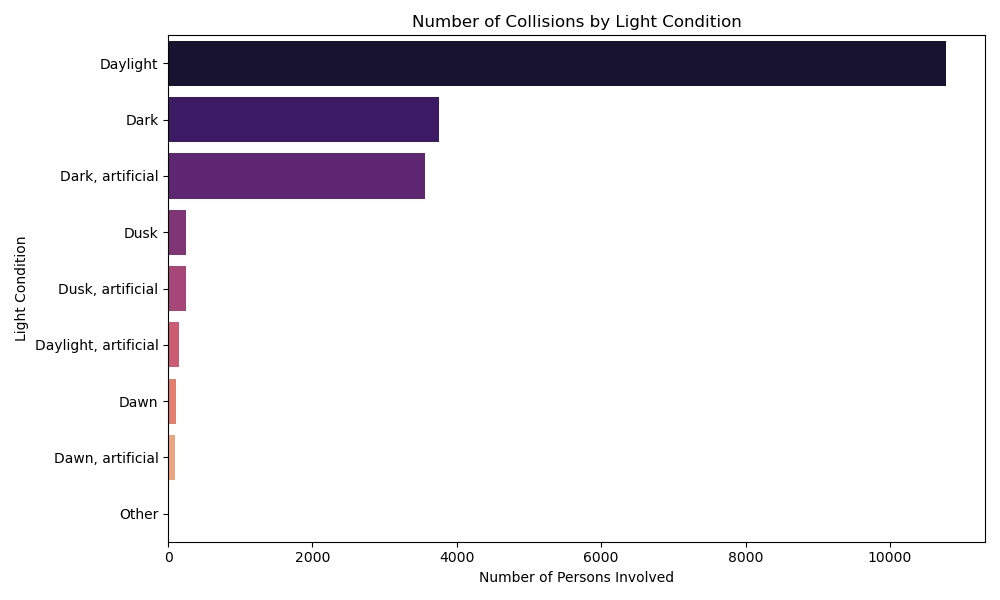 Number of Collisions by Light Condition
Light Condition
Daylight
Dark
Dark, artificial
Dusk
Dusk, artificial
Daylight, artificial
Dawn
Dawn, artificial
Other
0 2000 4000 6000 8000 10000
Number of Persons Involved